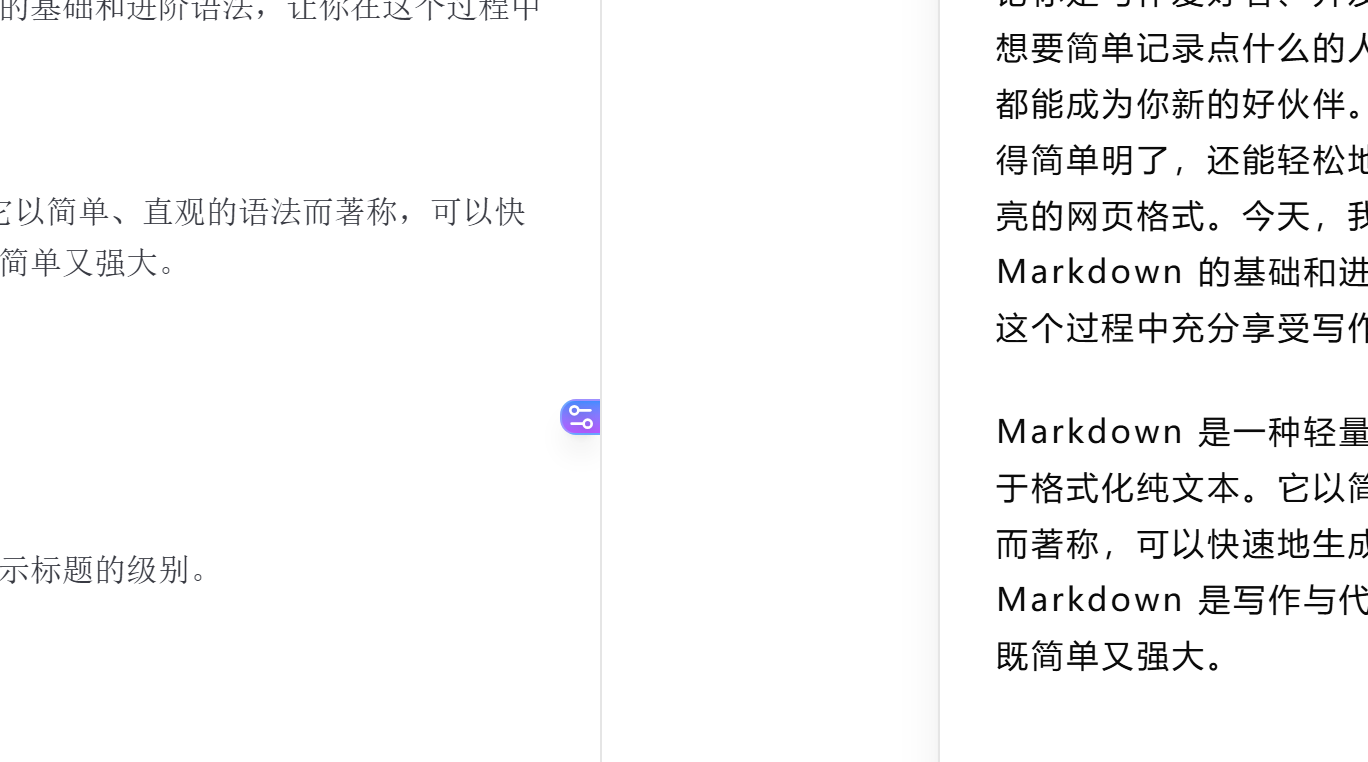 的基础和进阶语法，让你在这个过程中
它以简单、直观的语法而著称，可以快
简单又强大。
示标题的级别。
想要简单记录点什么的人
都能成为你新的好伙伴。
得简单明了，还能轻松地
亮的网页格式。今天，我
Markdown 的基础和进
这个过程中充分享受写作
Markdown 是一种轻量
于格式化纯文本。它以简
而著称，可以快速地生成
Markdown 是写作与代
既简单又强大。